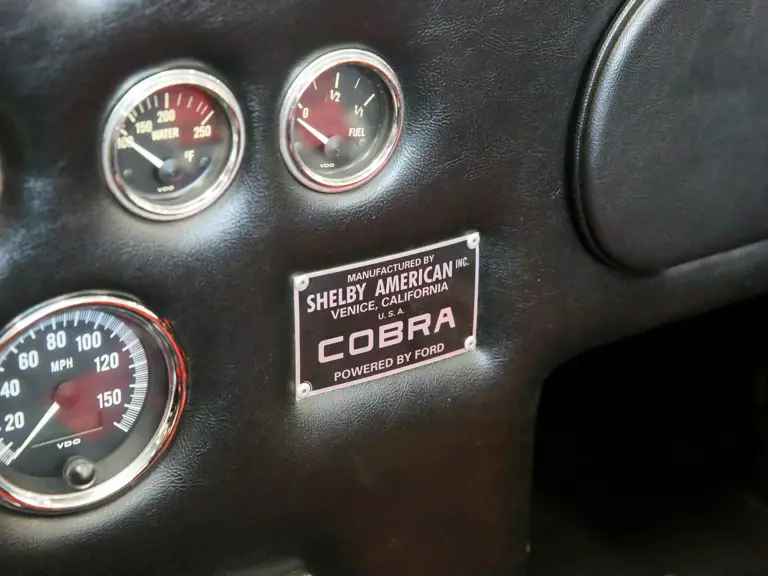 100 150 200 250
WATER
°F
VDO
0 1/2 1/1
FUEL
VDO
MANUFACTURED BY
SHELBY AMERICAN INC.
VENICE, CALIFORNIA
U.S.A.
COBRA
POWERED BY FORD
20 40 60 80 100 120 150
MPH
VDO